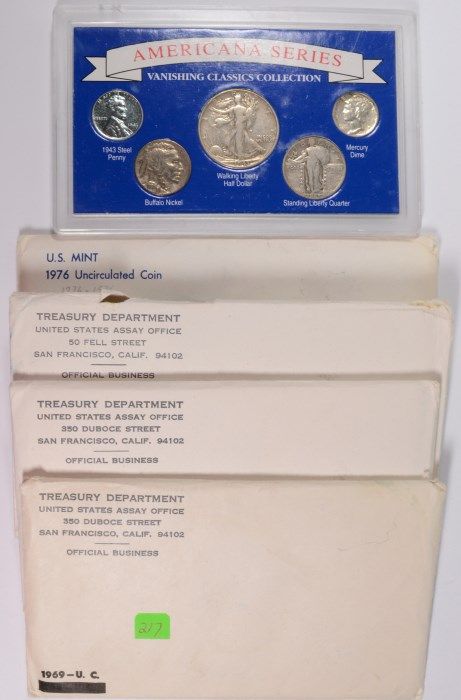 AMERICANA SERIES
VANISHING CLASSICS COLLECTION
1943 Steel
Penny
Mercury
Dime
Walking Liberty
Half Dollar
Buffalo Nickel
Standing Liberty Quarter
U.S. MINT
1976 Uncirculated Coin
TREASURY DEPARTMENT
UNITED STATES ASSAY OFFICE
50 FELL STREET
SAN FRANCISCO, CALIF. 94102
OFFICIAL BUSINESS
TREASURY DEPARTMENT
UNITED STATES ASSAY OFFICE
350 DUBOCE STREET
SAN FRANCISCO, CALIF. 94102
OFFICIAL BUSINESS
TREASURY DEPARTMENT
UNITED STATES ASSAY OFFICE
350 DUBOCE STREET
SAN FRANCISCO, CALIF. 94102
OFFICIAL BUSINESS
217
1969-U. C.